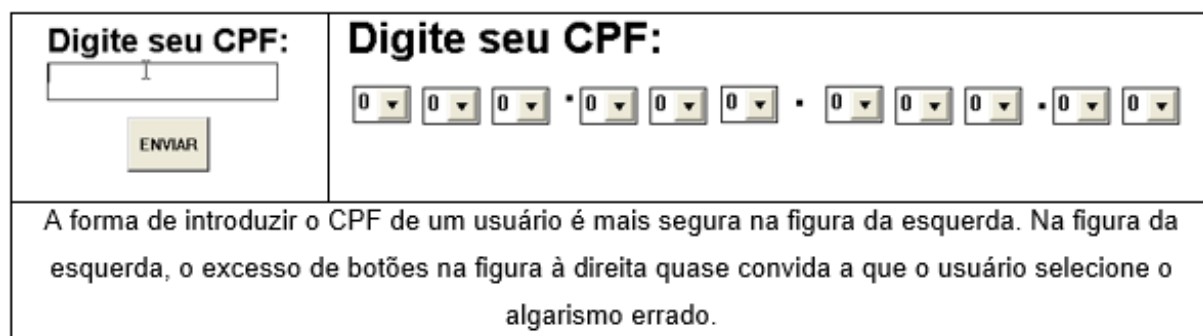 Digite seu CPF:
ENVIAR
Digite seu CPF:
0 0 0 . 0 0 0 . 0 0 0 . 0 0
A forma de introduzir o CPF de um usuário é mais segura na figura da esquerda. Na figura da
esquerda, o excesso de botões na figura à direita quase convida a que o usuário selecione o
algarismo errado.